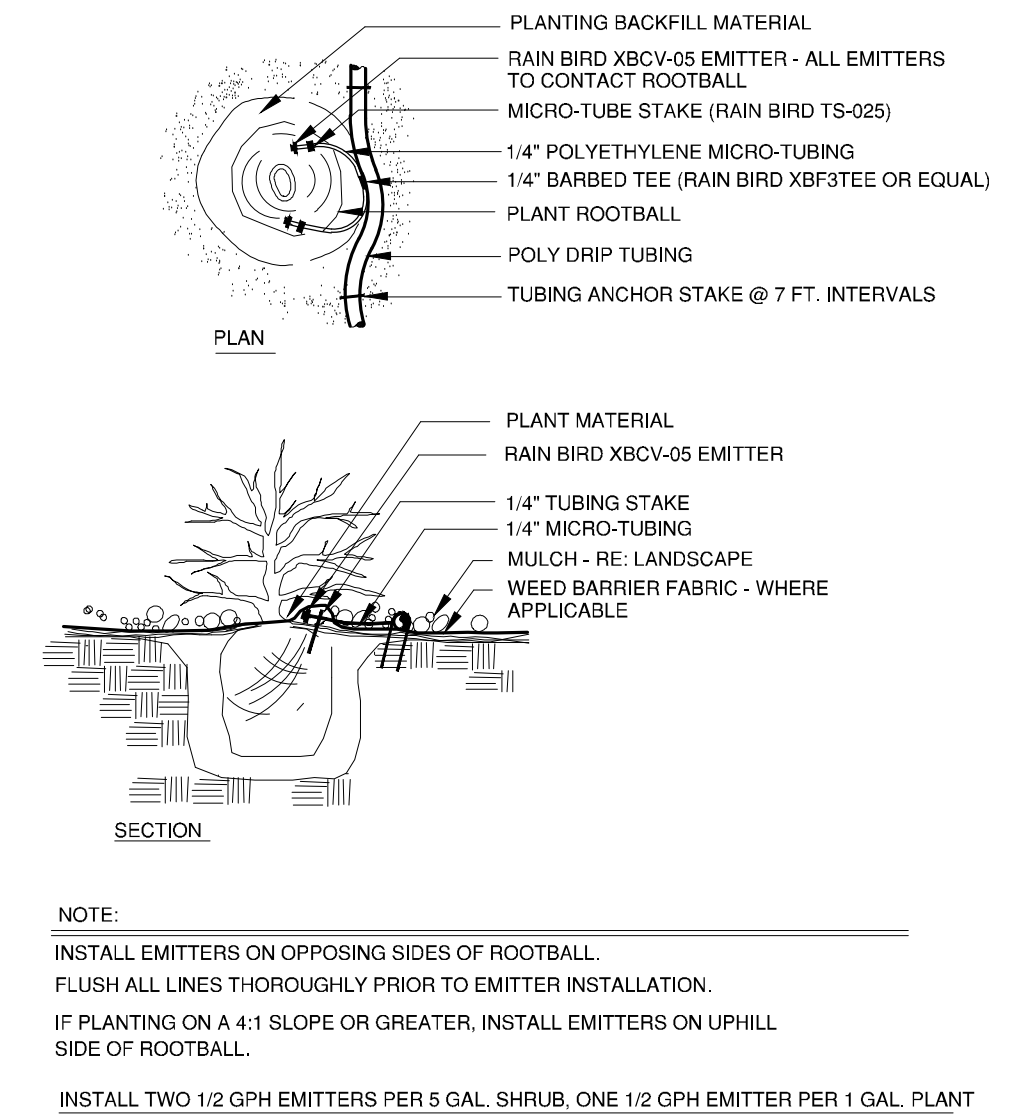 PLANTING BACKFILL MATERIAL
RAIN BIRD XBCV-05 EMITTER - ALL EMITTERS
TO CONTACT ROOTBALL
MICRO-TUBE STAKE (RAIN BIRD TS-025)
1/4" POLYETHYLENE MICRO-TUBING
1/4" BARBED TEE (RAIN BIRD XBF3TEE OR EQUAL)
PLANT ROOTBALL
POLY DRIP TUBING
TUBING ANCHOR STAKE @ 7 FT. INTERVALS
PLAN
PLANT MATERIAL
RAIN BIRD XBCV-05 EMITTER
1/4" TUBING STAKE
1/4" MICRO-TUBING
MULCH - RE: LANDSCAPE
WEED BARRIER FABRIC - WHERE
APPLICABLE
SECTION
NOTE:
INSTALL EMITTERS ON OPPOSING SIDES OF ROOTBALL.
FLUSH ALL LINES THOROUGHLY PRIOR TO EMITTER INSTALLATION.
IF PLANTING ON A 4:1 SLOPE OR GREATER, INSTALL EMITTERS ON UPHILL
SIDE OF ROOTBALL.
INSTALL TWO 1/2 GPH EMITTERS PER 5 GAL. SHRUB, ONE 1/2 GPH EMITTER PER 1 GAL. PLANT